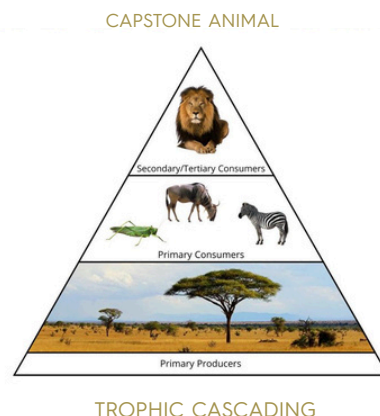 CAPSTONE ANIMAL
Secondary/Tertiary Consumers
Primary Consumers
Primary Producers
TROPHIC CASCADING